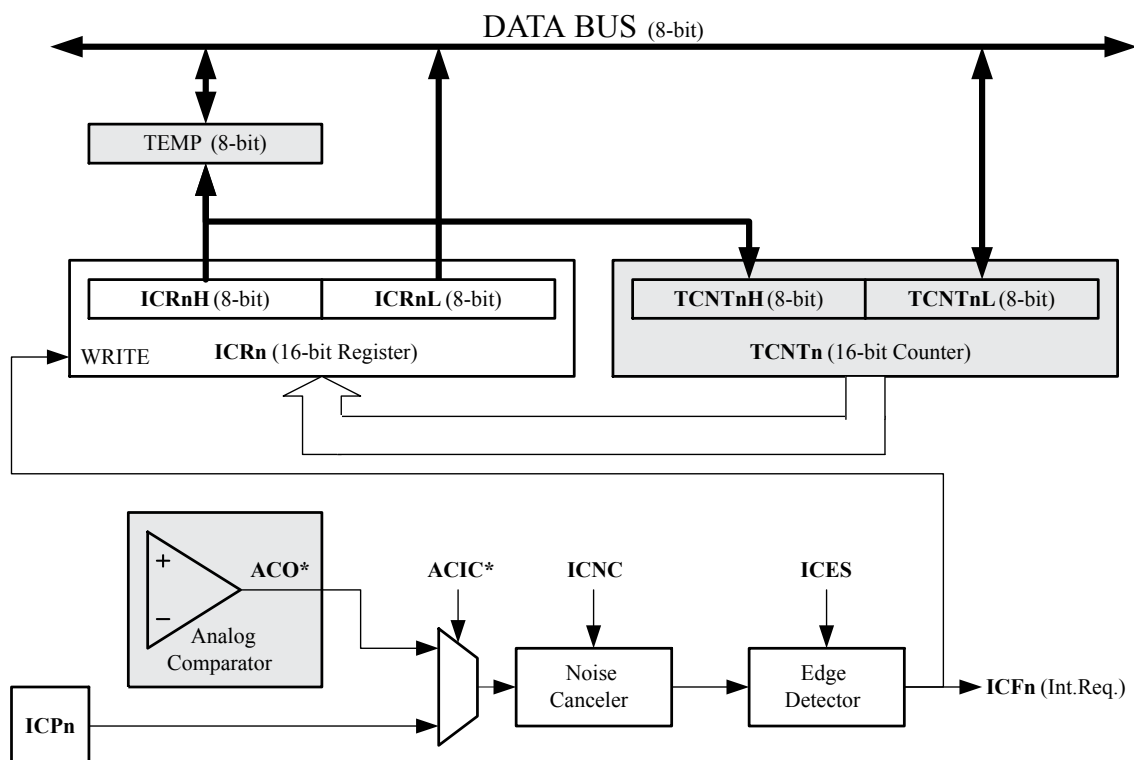 DATA BUS (8-bit)
TEMP (8-bit)
ICRnH (8-bit) ICRnL (8-bit) TCNTnH (8-bit) TCNTnL (8-bit)
WRITE ICRn (16-bit Register) TCNTn (16-bit Counter)
+
ACO* ACIC* ICNC ICES
−
Analog
Comparator
Noise
Canceler
Edge
Detector
ICFn (Int.Req.)
ICPn